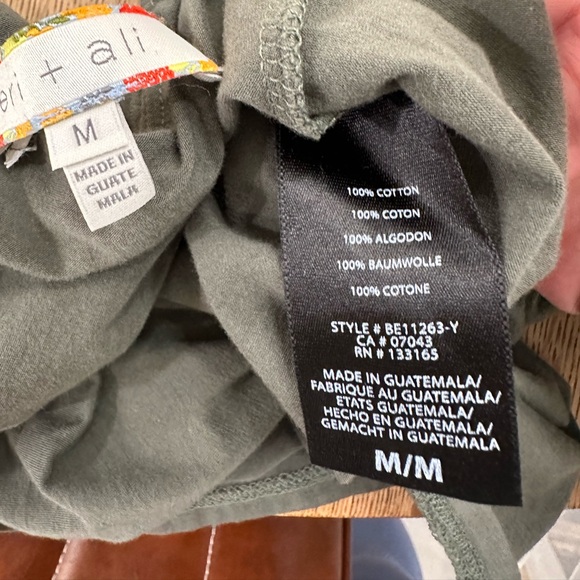 eri + ali
M
MADE IN
GUATE
MALA
100% COTTON
100% COTON
100% ALGODON
100% BAUMWOLLE
100% COTONE
STYLE # BE11263-Y
CA # 07043
RN # 133165
MADE IN GUATEMALA/
FABRIQUE AU GUATEMALA/
ETATS GUATEMALA/
HECHO EN GUATEMALA/
GEMACHT IN GUATEMALA
M/M